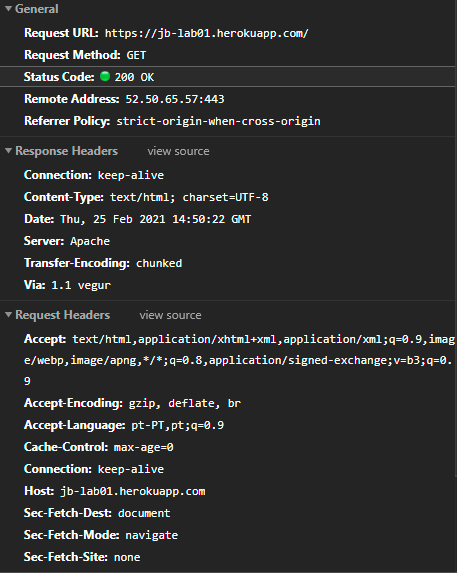 General
Request URL: https://jb-lab01.herokuapp.com/
Request Method: GET
Status Code: 200 OK
Remote Address: 52.50.65.57:443
Referrer Policy: strict-origin-when-cross-origin
Response Headers view source
Connection: keep-alive
Content-Type: text/html; charset=UTF-8
Date: Thu, 25 Feb 2021 14:50:22 GMT
Server: Apache
Transfer-Encoding: chunked
Via: 1.1 vegur
Request Headers view source
Accept: text/html,application/xhtml+xml,application/xml;q=0.9,imag
e/webp,image/apng,*/*;q=0.8,application/signed-exchange;v=b3;q=0.
9
Accept-Encoding: gzip, deflate, br
Accept-Language: pt-PT,pt;q=0.9
Cache-Control: max-age=0
Connection: keep-alive
Host: jb-lab01.herokuapp.com
Sec-Fetch-Dest: document
Sec-Fetch-Mode: navigate
Sec-Fetch-Site: none